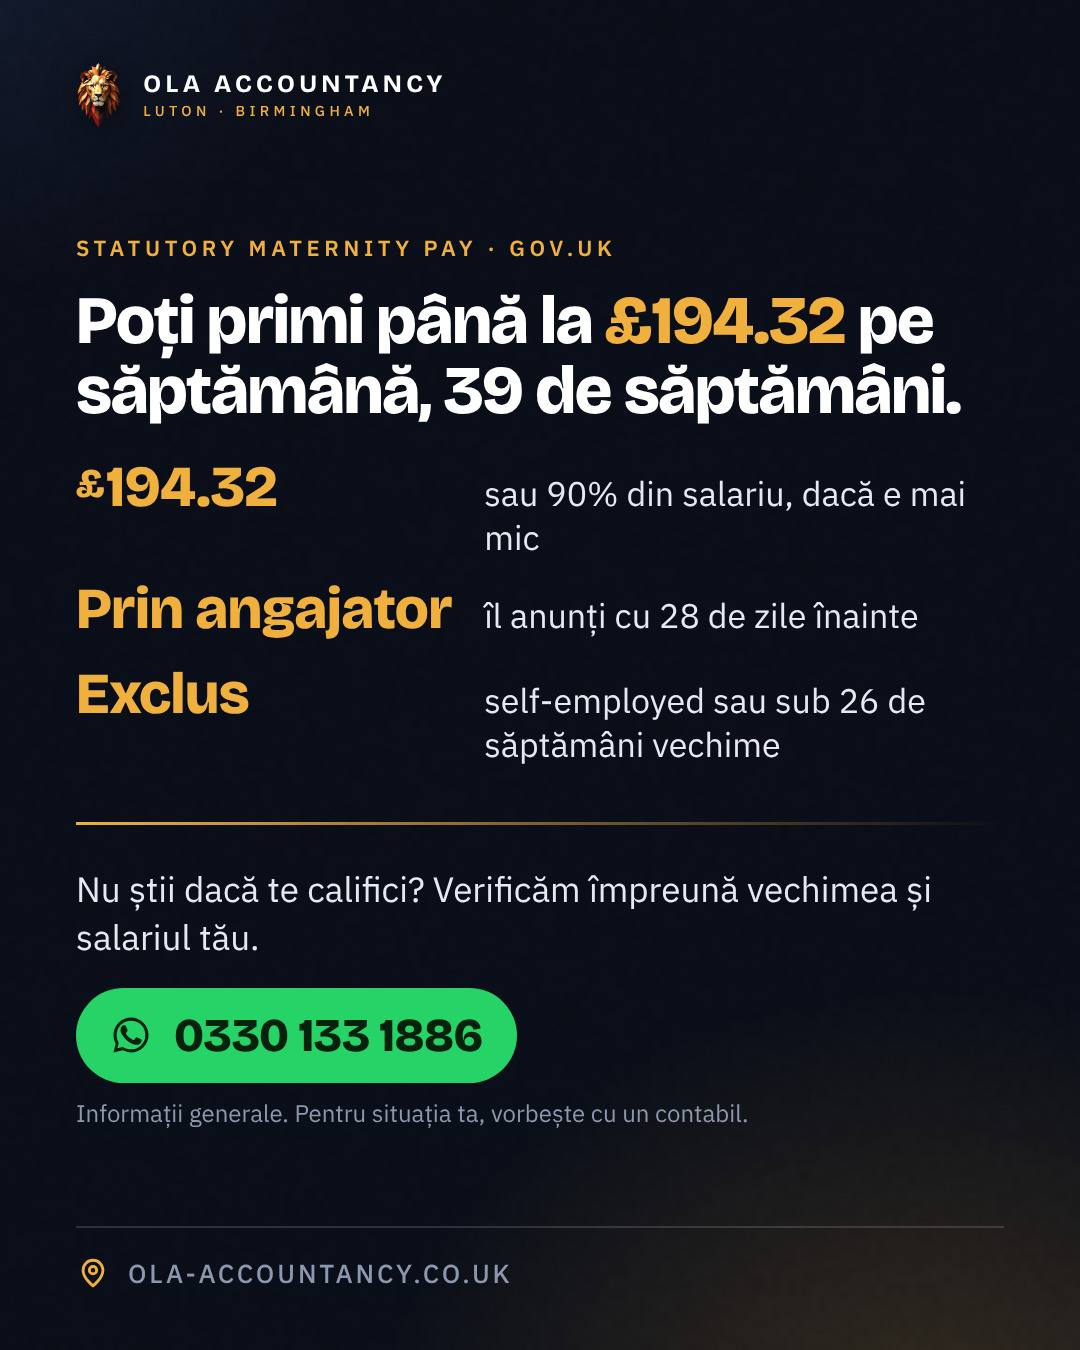 OLA ACCOUNTANCY
LUTON · BIRMINGHAM
STATUTORY MATERNITY PAY · GOV.UK
Poți primi până la £194.32 pe
săptămână, 39 de săptămâni.
£194.32
sau 90% din salariu, dacă e mai
mic
Prin angajator
îl anunți cu 28 de zile înainte
Exclus
self-employed sau sub 26 de
săptămâni vechime
Nu știi dacă te califici? Verificăm împreună vechimea și
salariul tău.
0330 133 1886
Informații generale. Pentru situația ta, vorbește cu un contabil.
OLA-ACCOUNTANCY.CO.UK